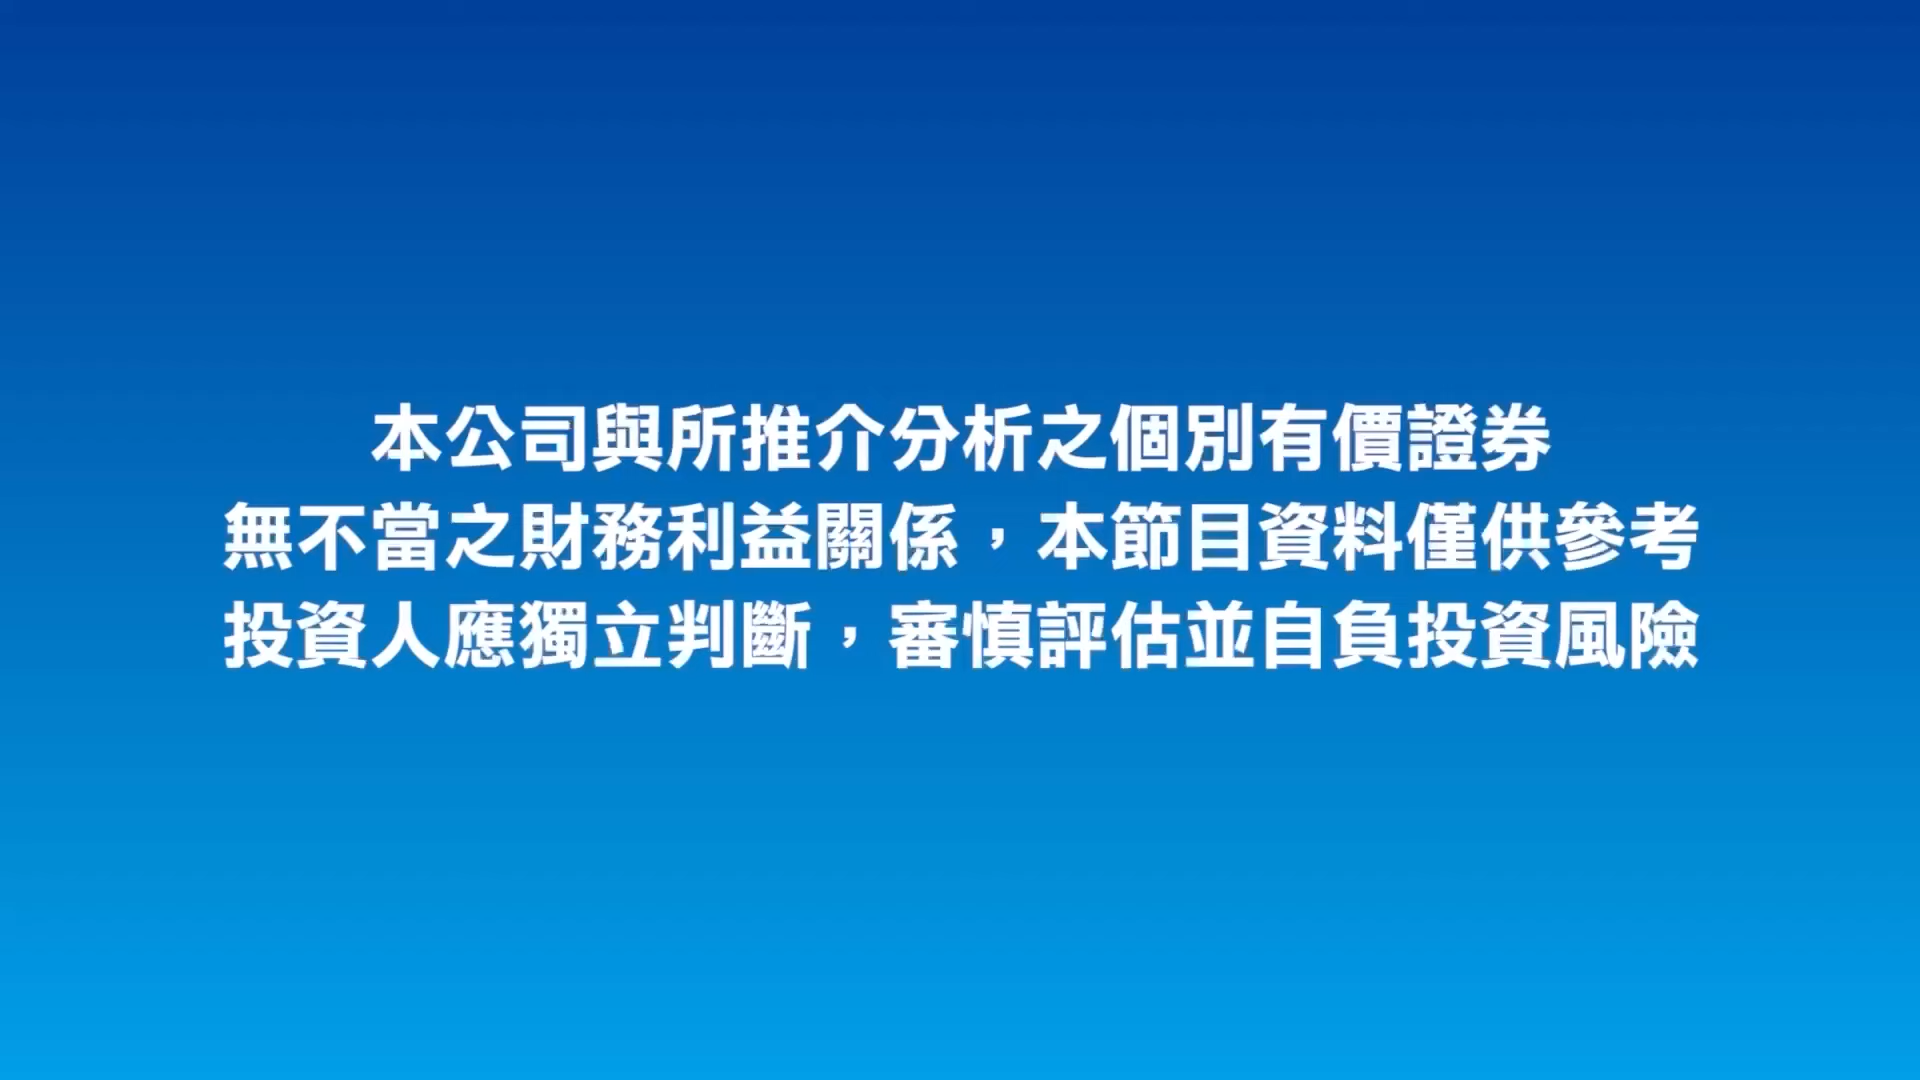 本公司與所推介分析之個別有價證券
無不當之財務利益關係，本節目資料僅供參考
投資人應獨立判斷，審慎評估並自負投資風險